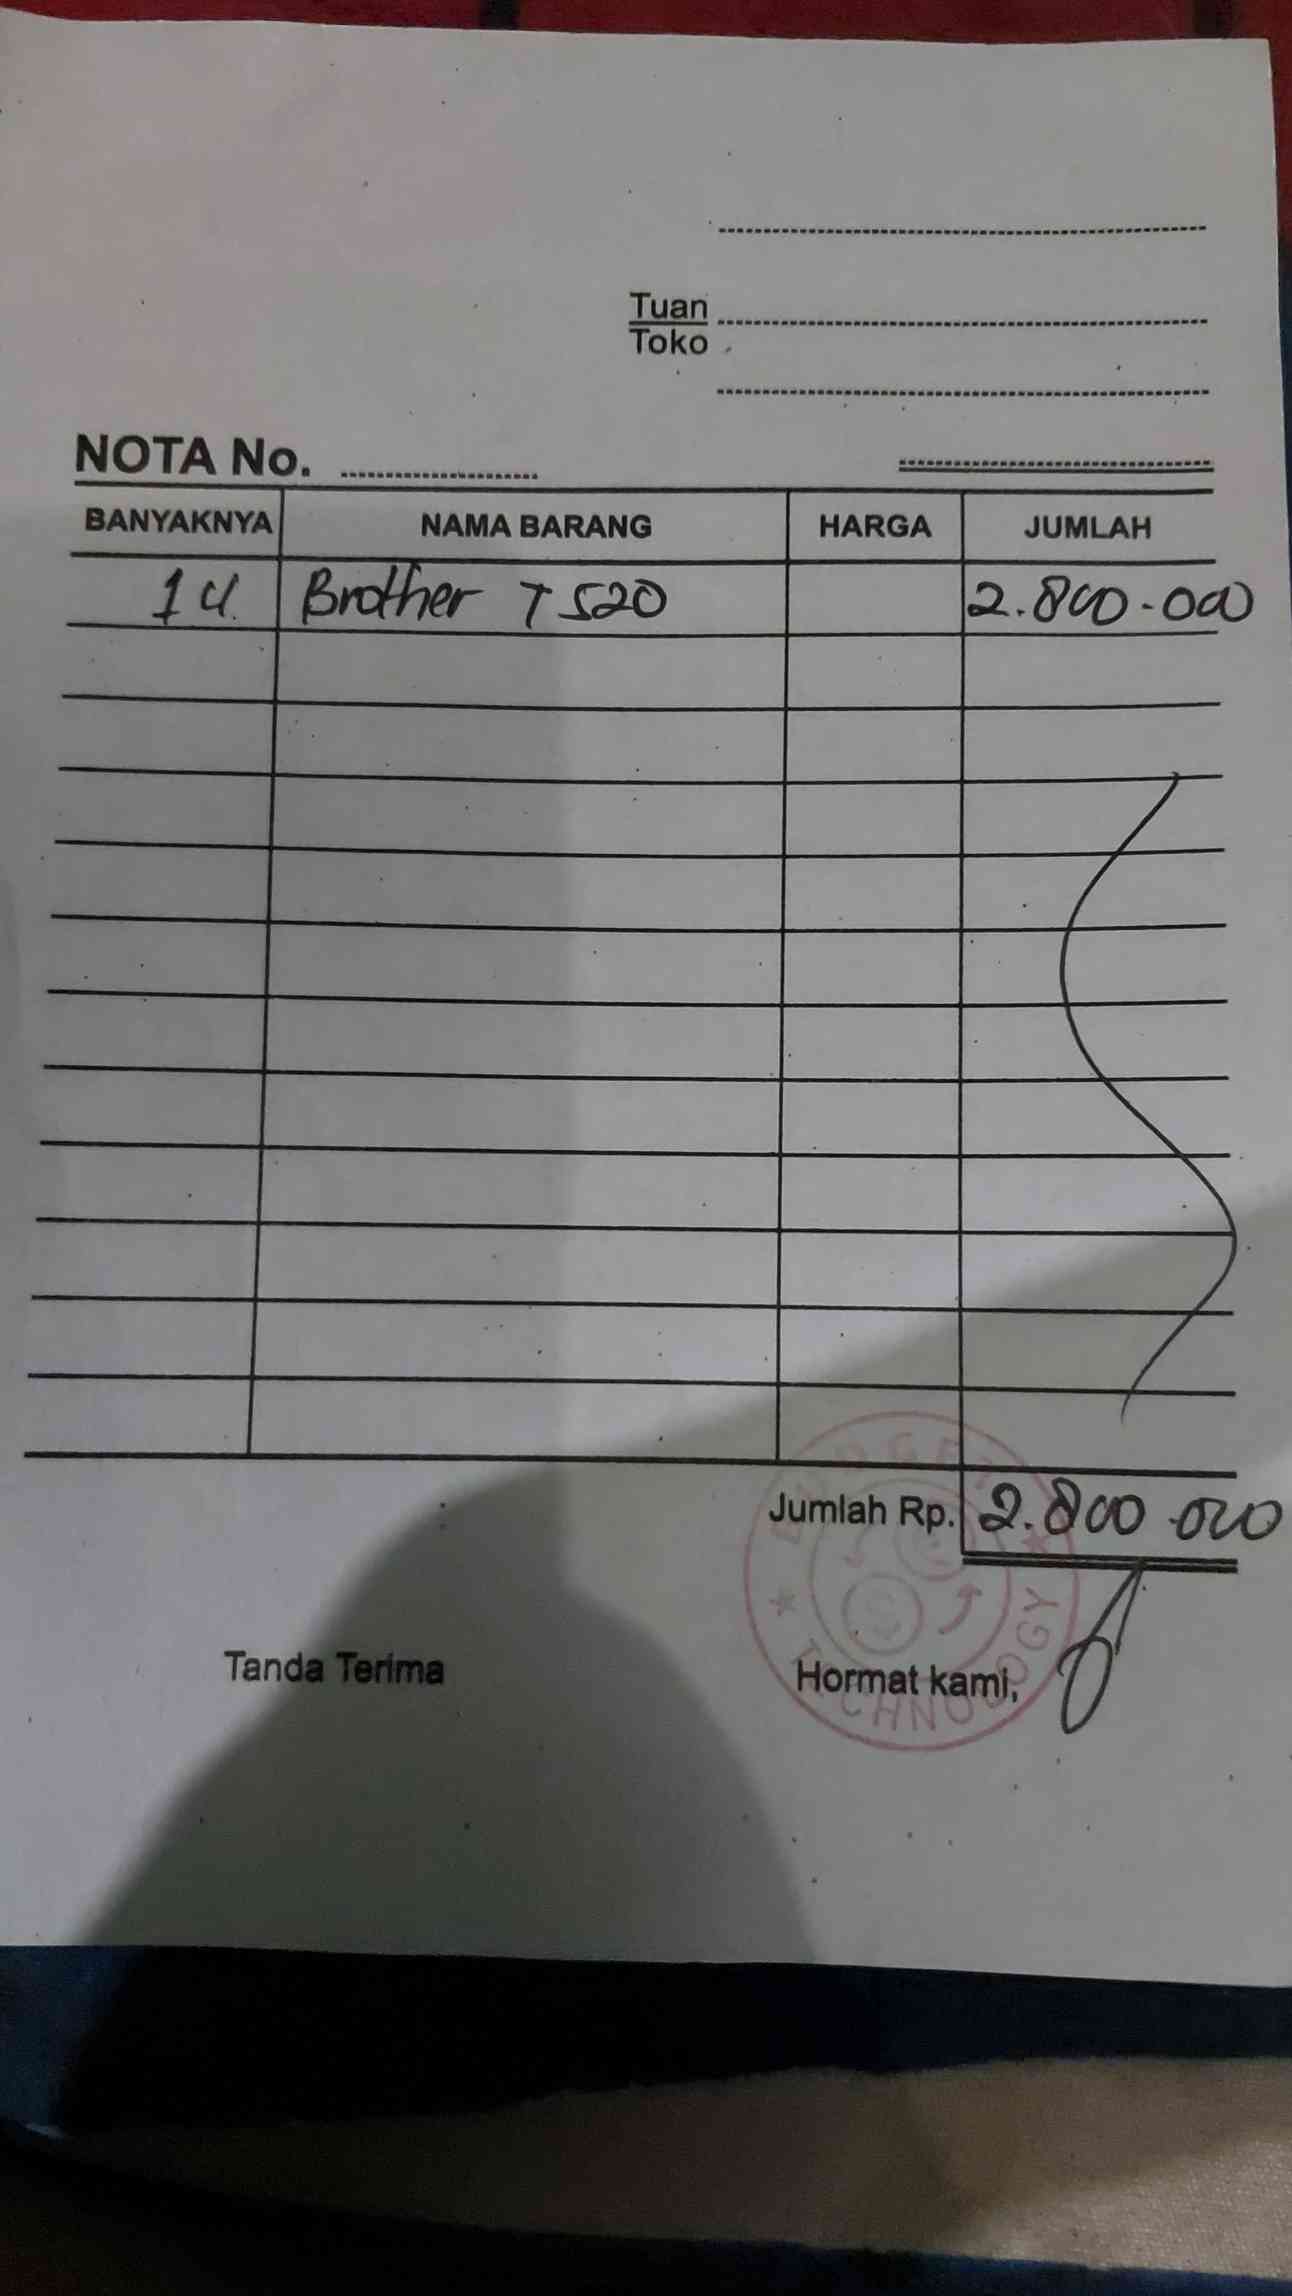 Tuan
Toko
NOTA No.
BANYAKNYA NAMA BARANG HARGA JUMLAH
1 U. Brother T520 2.800.000
Jumlah Rp. 2.800.000
Tanda Terima Hormat kami,
TECHNOLOGY